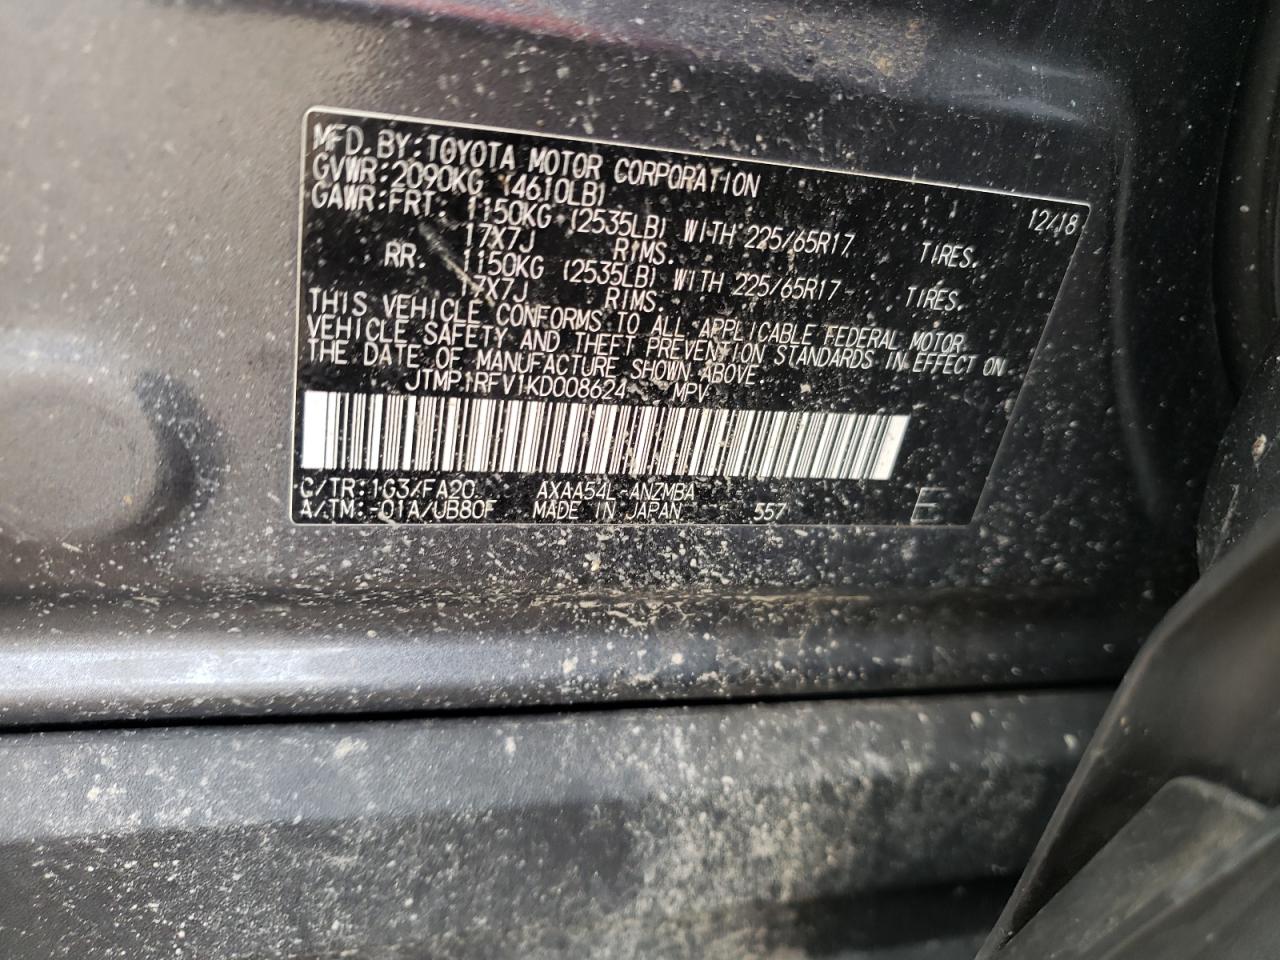 MFD. BY: TOYOTA MOTOR CORPORATION 12/18
GVWR: 2090KG (4610LB)
GAWR: FRT. 1150KG (2535LB) WITH 225/65R17 TIRES.
17X7J RIMS.
RR. 1150KG (2535LB) WITH 225/65R17 TIRES.
17X7J RIMS.
THIS VEHICLE CONFORMS TO ALL APPLICABLE FEDERAL MOTOR
VEHICLE SAFETY AND THEFT PREVENTION STANDARDS IN EFFECT ON
THE DATE OF MANUFACTURE SHOWN ABOVE.
JTMP1RFV1KD008624 MPV
C/TR: 1G3/FA20 AXAA54L-ANZMBA
A/TM: -01A/UB80F MADE IN JAPAN 557 E